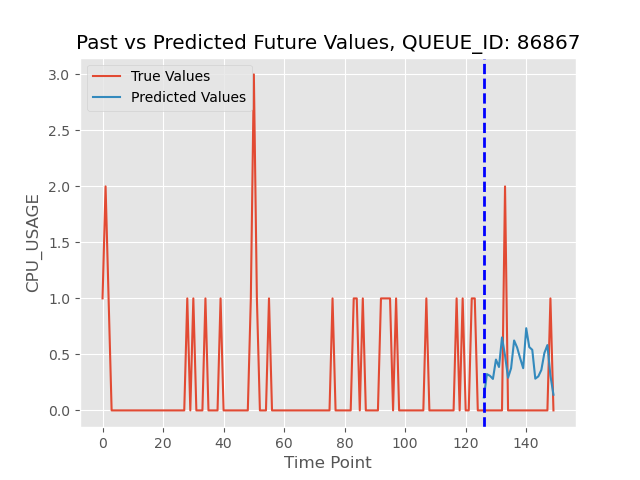 Past vs Predicted Future Values, QUEUE_ID: 86867
True Values
Predicted Values
CPU_USAGE
3.0
2.5
2.0
1.5
1.0
0.5
0.0
0 20 40 60 80 100 120 140
Time Point